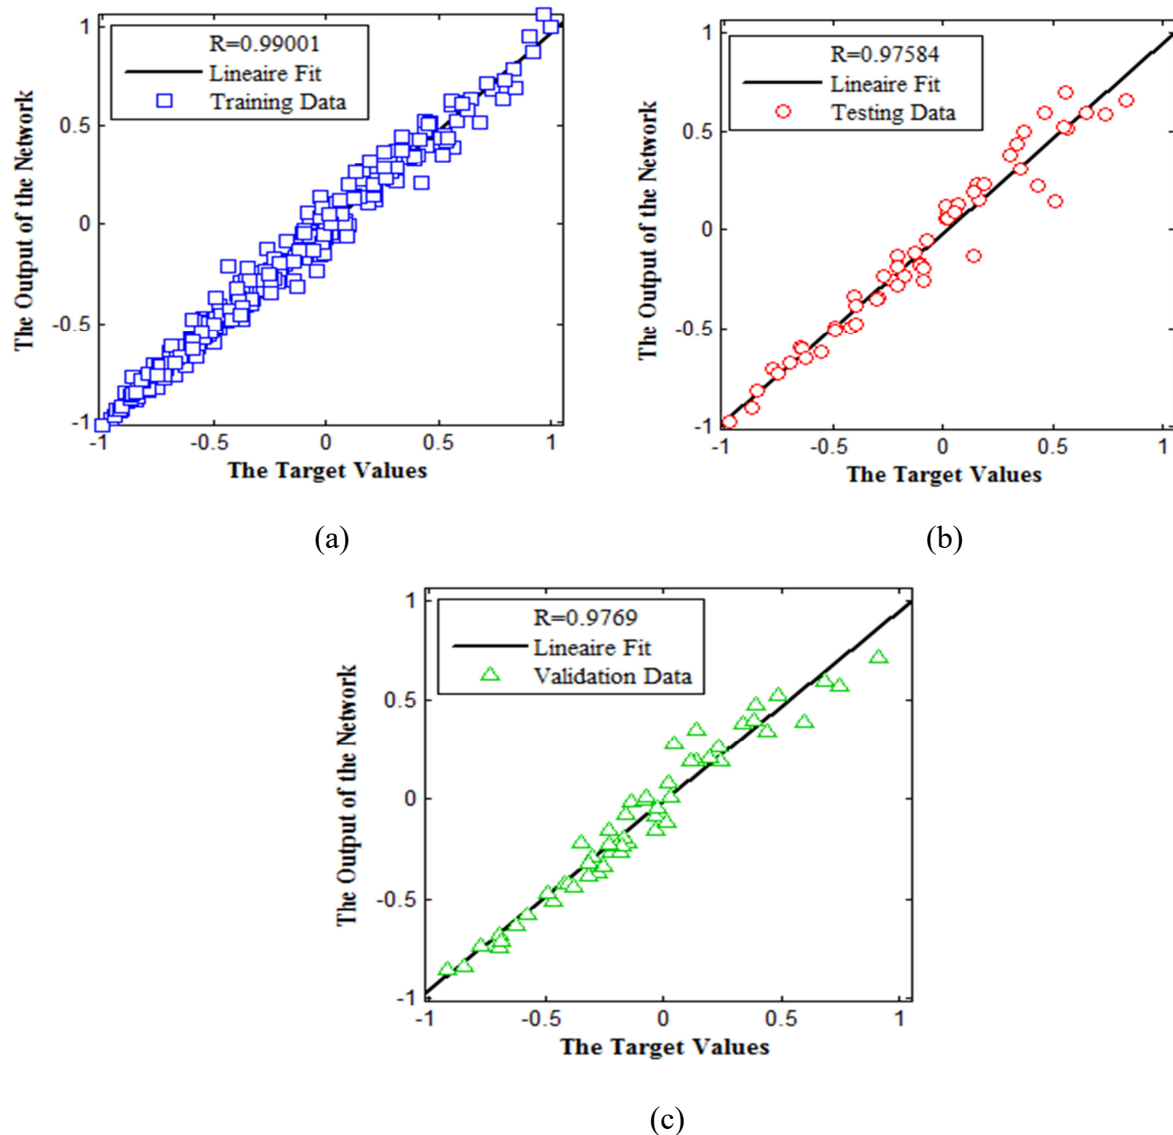 R=0.99001
Lineaire Fit
Training Data
The Output of the Network
1
0.5
0
-0.5
-1
-1
-0.5
0
0.5
1
The Target Values
(a)
R=0.97584
Lineaire Fit
Testing Data
The Output of the Network
1
0.5
0
-0.5
-1
-1
-0.5
0
0.5
1
The Target Values
(b)
R=0.9769
Lineaire Fit
Validation Data
The Output of the Network
1
0.5
0
-0.5
-1
-1
-0.5
0
0.5
1
The Target Values
(c)